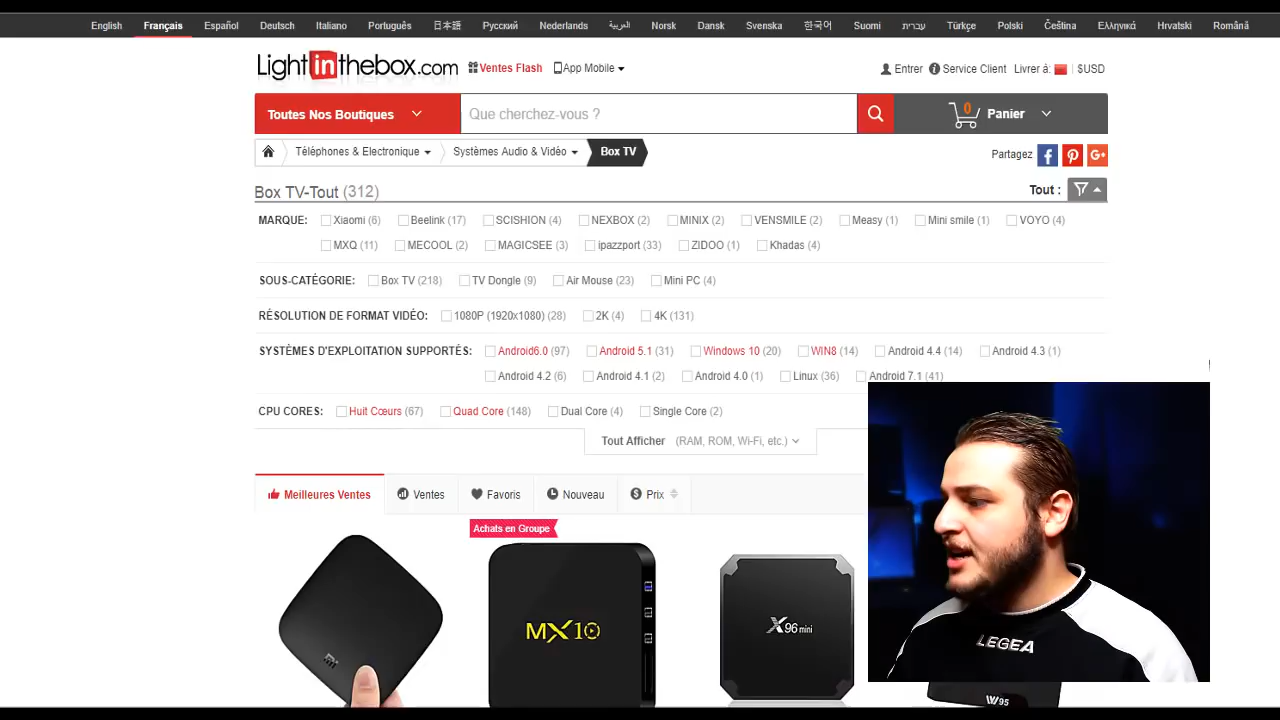 English Français Español Deutsch Italiano Português 日本語 Русский Nederlands العربية Norsk Dansk Svenska 한국어 Suomi עברית Türkçe Polski Čeština Ελληνικά Hrvatski Română
Lightinthebox.com Ventes Flash App Mobile Entrer Service Client Livrer à: $USD
Toutes Nos Boutiques Que cherchez-vous ? 0 Panier
Téléphones & Electronique Systèmes Audio & Vidéo Box TV Partagez
Box TV-Tout (312) Tout :
MARQUE: Xiaomi (6) Beelink (17) SCISHION (4) NEXBOX (2) MINIX (2) VENSMILE (2) Measy (1) Mini smile (1) VOYO (4)
MXQ (11) MECOOL (2) MAGICSEE (3) ipazzport (33) ZIDOO (1) Khadas (4)
SOUS-CATÉGORIE: Box TV (218) TV Dongle (9) Air Mouse (23) Mini PC (4)
RÉSOLUTION DE FORMAT VIDÉO: 1080P (1920x1080) (28) 2K (4) 4K (131)
SYSTÈMES D'EXPLOITATION SUPPORTÉS: Android6.0 (97) Android 5.1 (31) Windows 10 (20) WIN8 (14) Android 4.4 (14) Android 4.3 (1)
Android 4.2 (6) Android 4.1 (2) Android 4.0 (1) Linux (36) Android 7.1 (41)
CPU CORES: Huit Cœurs (67) Quad Core (148) Dual Core (4) Single Core (2)
Tout Afficher (RAM, ROM, Wi-Fi, etc.)
Meilleures Ventes Ventes Favoris Nouveau Prix
Achats en Groupe
MX10
X96 mini
LEGEA
W95